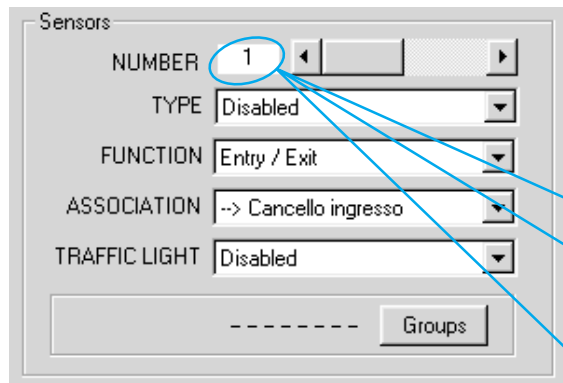 Sensors
NUMBER 1
TYPE Disabled
FUNCTION Entry / Exit
ASSOCIATION --> Cancello ingresso
TRAFFIC LIGHT Disabled
- - - - - - - - Groups